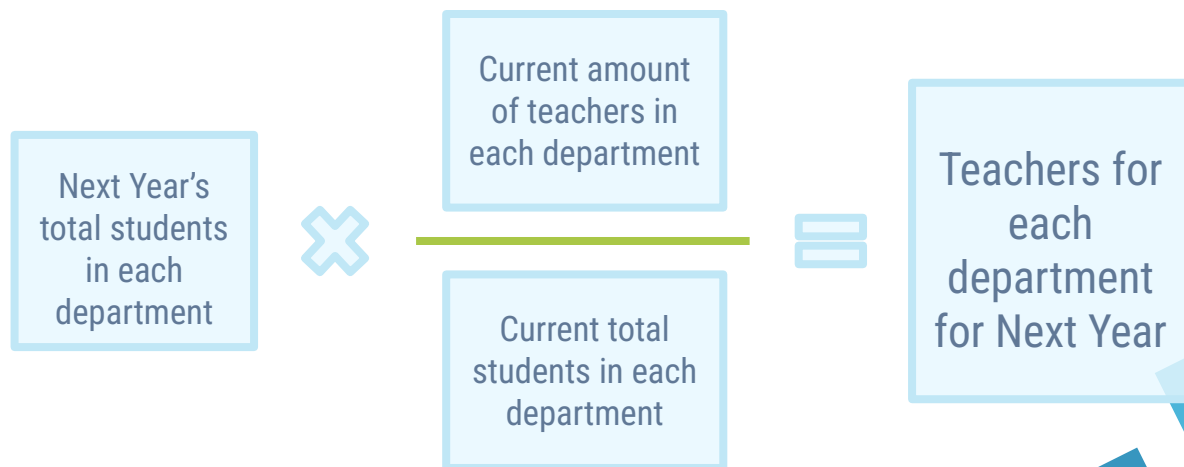 Next Year’s
total students
in each
department
Current amount
of teachers in
each department
Current total
students in each
department
Teachers for
each
department
for Next Year